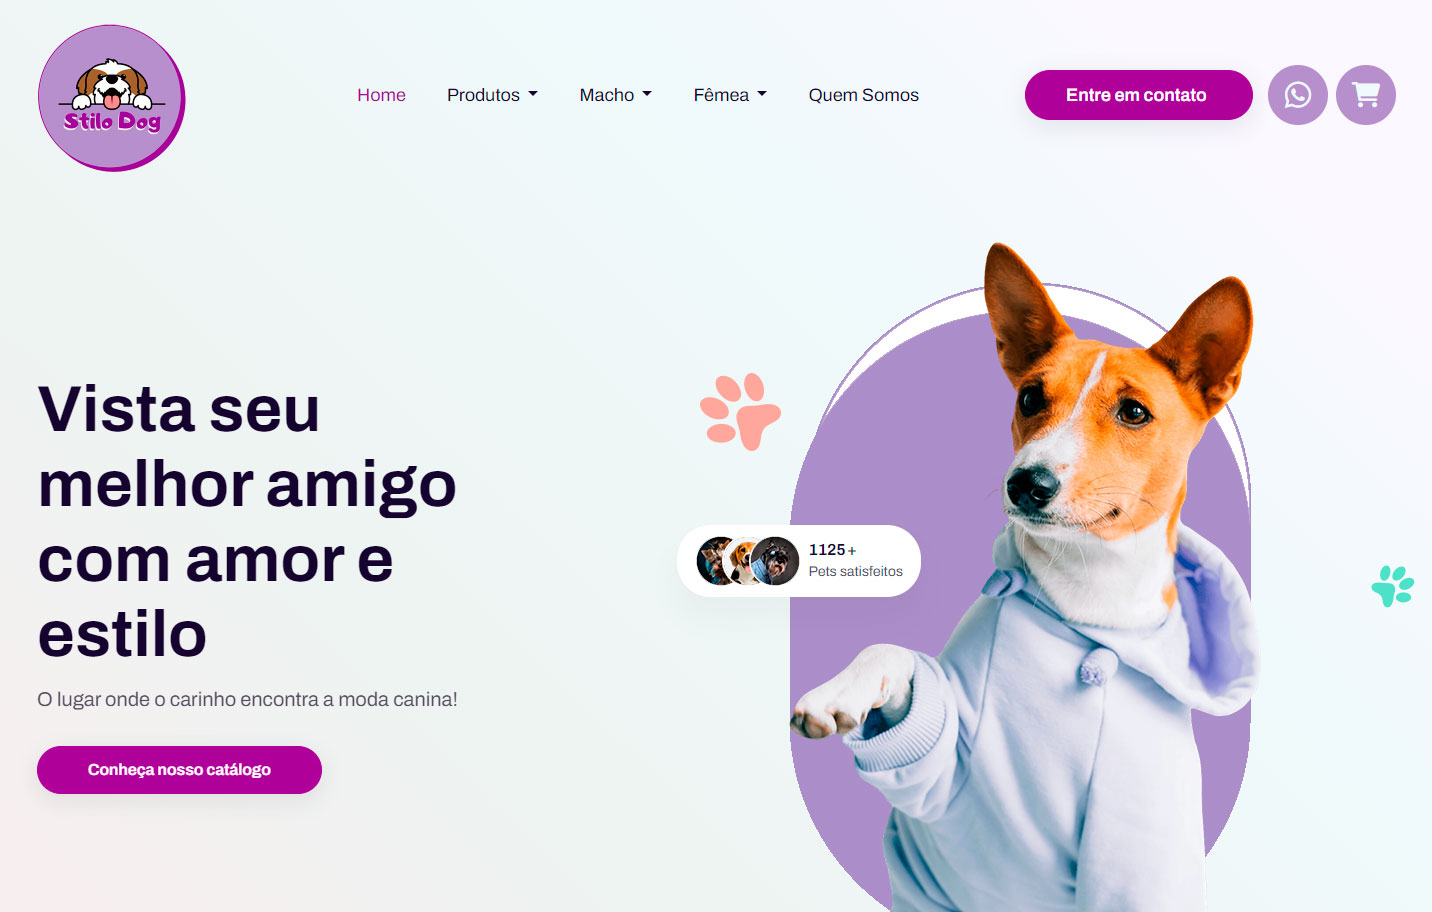 Stilo Dog
Home
Produtos
Macho
Fêmea
Quem Somos
Entre em contato
Vista seu
melhor amigo
com amor e
estilo
O lugar onde o carinho encontra a moda canina!
Conheça nosso catálogo
1125+
Pets satisfeitos